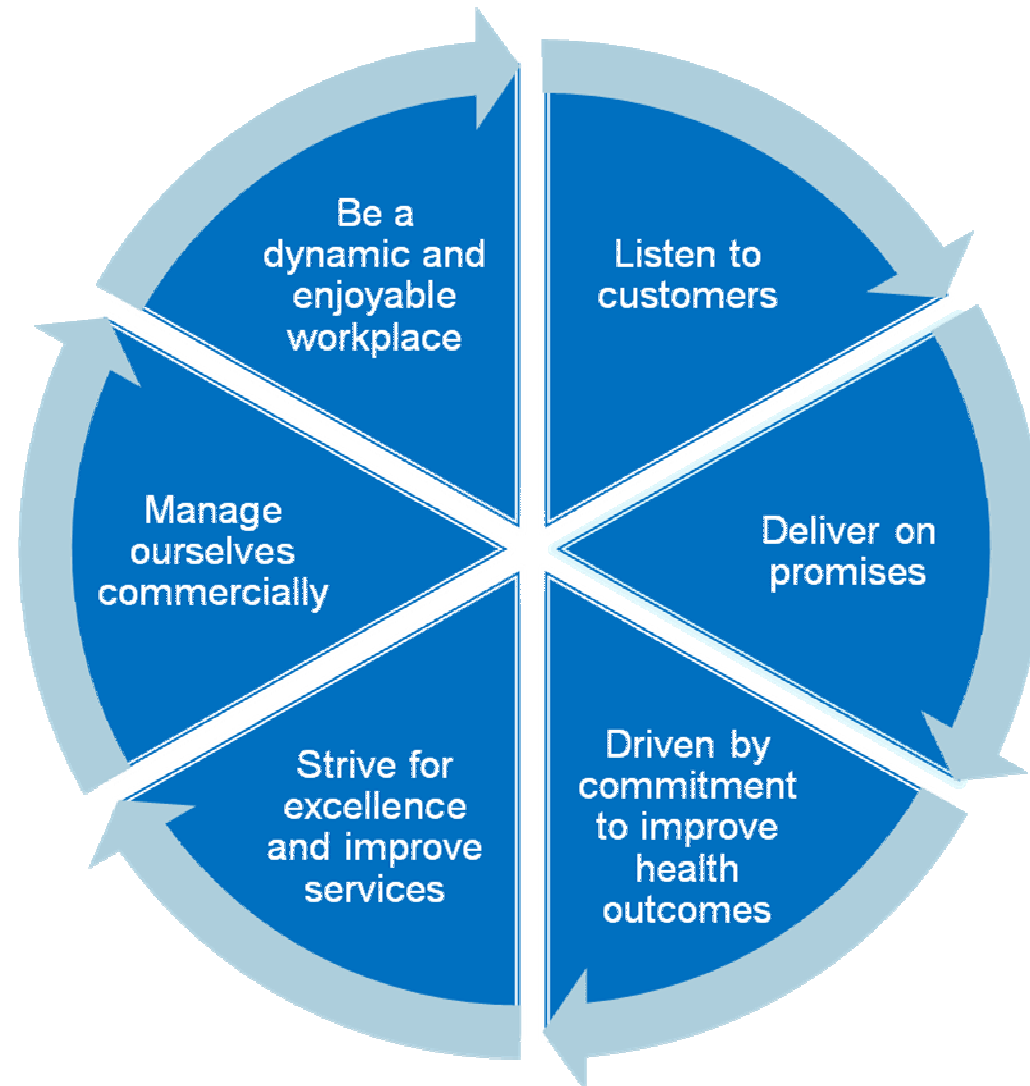 Listen to
customers
Deliver on
promises
Driven by
commitment
to improve
health
outcomes
Strive for
excellence
and improve
services
Manage
ourselves
commercially
Be a
dynamic and
enjoyable
workplace